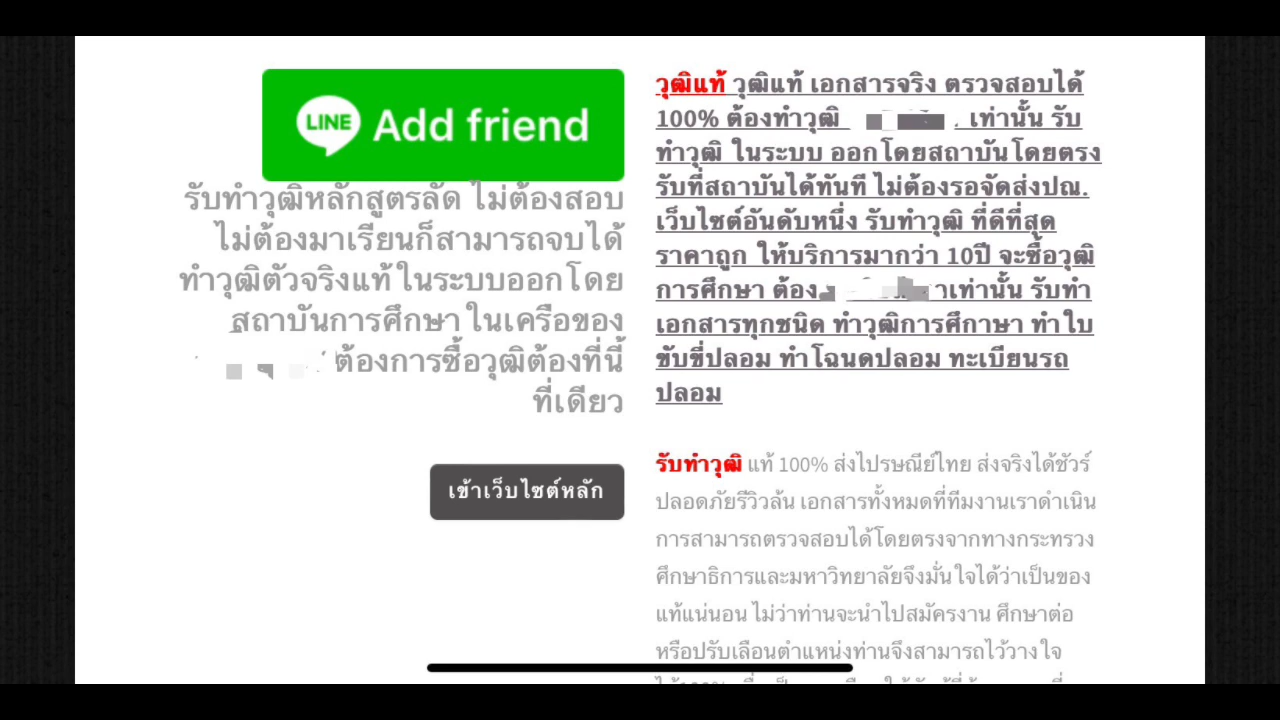 LINE Add friend
รับทำวุฒิหลักสูตรลัด ไม่ต้องสอบ
ไม่ต้องมาเรียนก็สามารถจบได้
ทำวุฒิตัวจริงแท้ ในระบบออกโดย
สถาบันการศึกษา ในเครือของ
ต้องการซื้อวุฒิต้องที่นี้
ที่เดียว
เข้าเว็บไซต์หลัก
วุฒิแท้ วุฒิแท้ เอกสารจริง ตรวจสอบได้
100% ต้องทำวุฒิ เท่านั้น รับ
ทำวุฒิ ในระบบ ออกโดยสถาบันโดยตรง
รับที่สถาบันได้ทันที ไม่ต้องรอจัดส่งปณ.
เว็บไซต์อันดับหนึ่ง รับทำวุฒิ ที่ดีที่สุด
ราคาถูก ให้บริการมากว่า 10ปี จะซื้อวุฒิ
การศึกษา ต้อง าเท่านั้น รับทำ
เอกสารทุกชนิด ทำวุฒิการศึกาษา ทำใบ
ขับขี่ปลอม ทำโฉนดปลอม ทะเบียนรถ
ปลอม
รับทำวุฒิ แท้ 100% ส่งไปรษณีย์ไทย ส่งจริงได้ชัวร์
ปลอดภัยรีวิวล้น เอกสารทั้งหมดที่ทีมงานเราดำเนิน
การสามารถตรวจสอบได้โดยตรงจากทางกระทรวง
ศึกษาธิการและมหาวิทยาลัยจึงมั่นใจได้ว่าเป็นของ
แท้แน่นอน ไม่ว่าท่านจะนำไปสมัครงาน ศึกษาต่อ
หรือปรับเลือนตำแหน่งท่านจึงสามารถไว้วางใจ